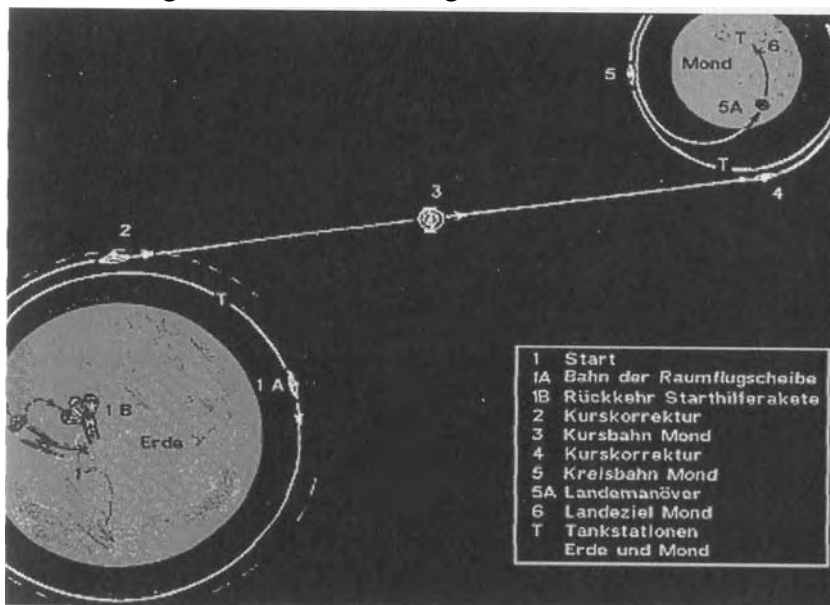 T
6
Mond
5
5A
T
3
4
2
T
1 A
1 B
Erde
1
1 Start
1A Bahn der Raumflugscheibe
1B Rückkehr Starthilferakete
2 Kurskorrektur
3 Kursbahn Mond
4 Kurskorrektur
5 Kreisbahn Mond
5A Landemanöver
6 Landeziel Mond
T Tankstationen
Erde und Mond